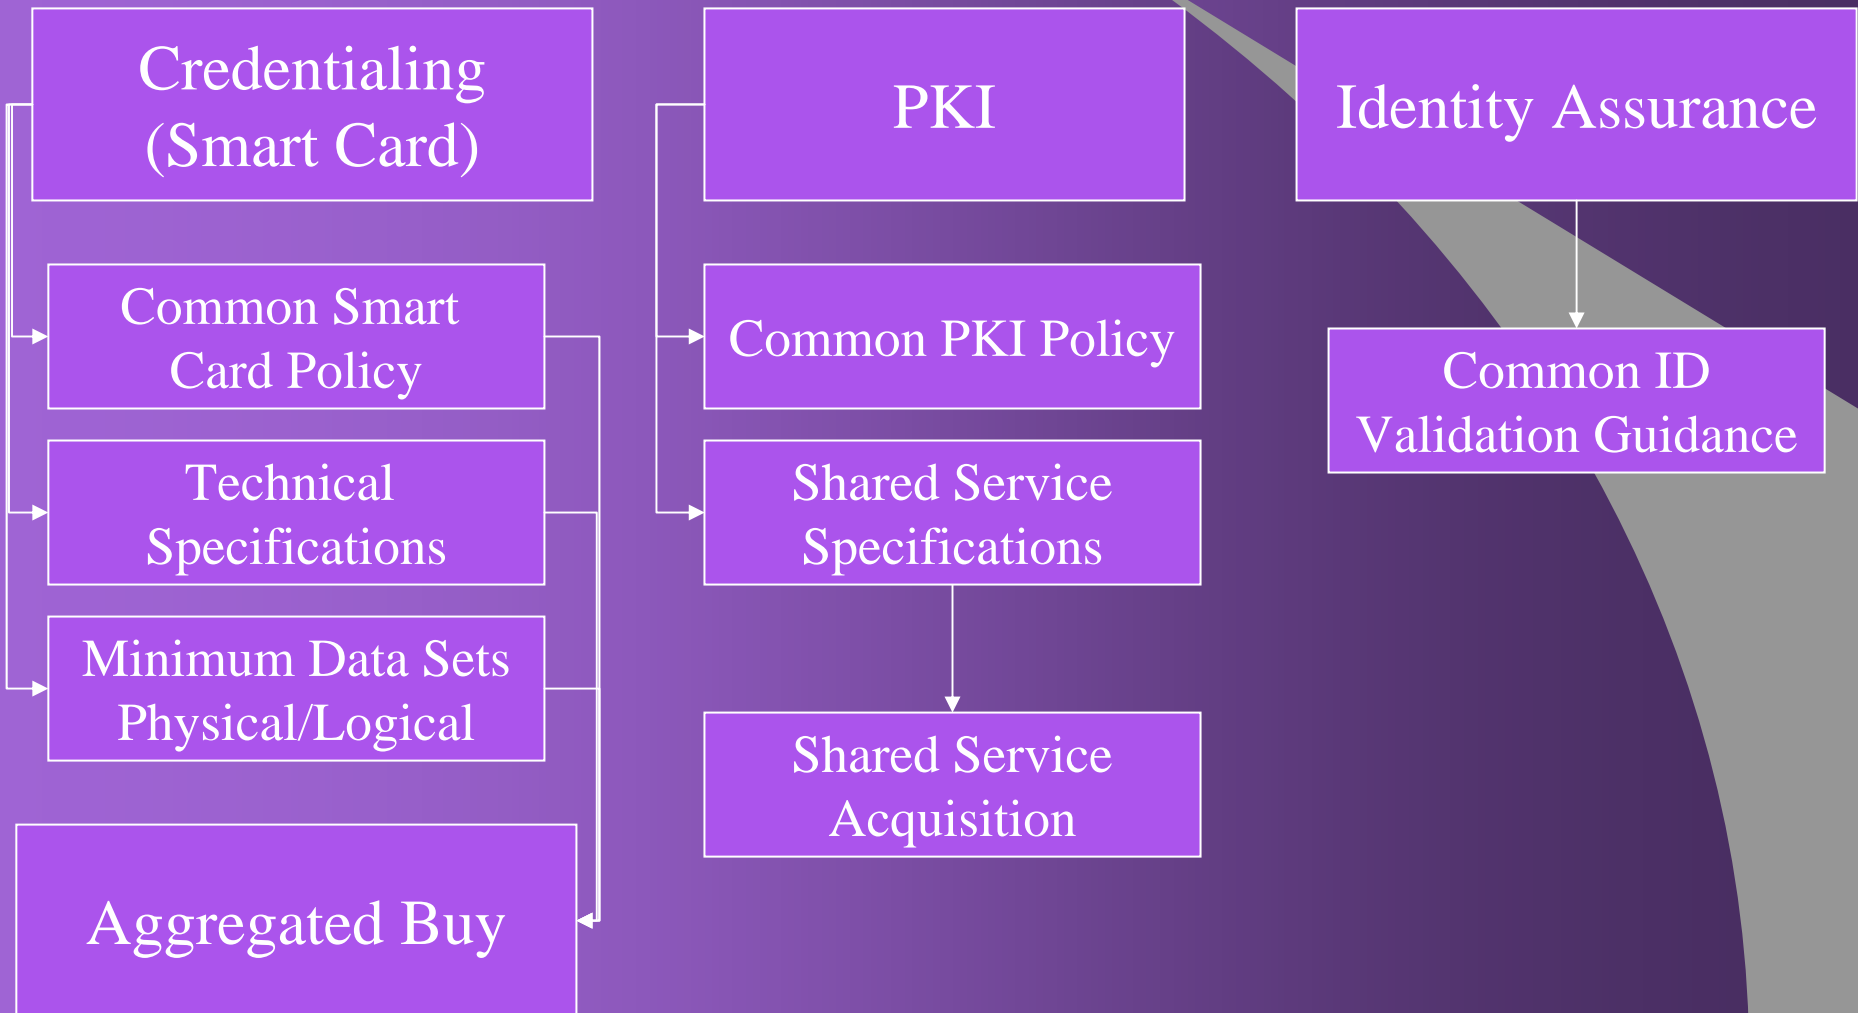 Credentialing
(Smart Card)
Common Smart
Card Policy
Technical
Specifications
Minimum Data Sets
Physical/Logical
Aggregated Buy
PKI
Common PKI Policy
Shared Service
Specifications
Shared Service
Acquisition
Identity Assurance
Common ID
Validation Guidance